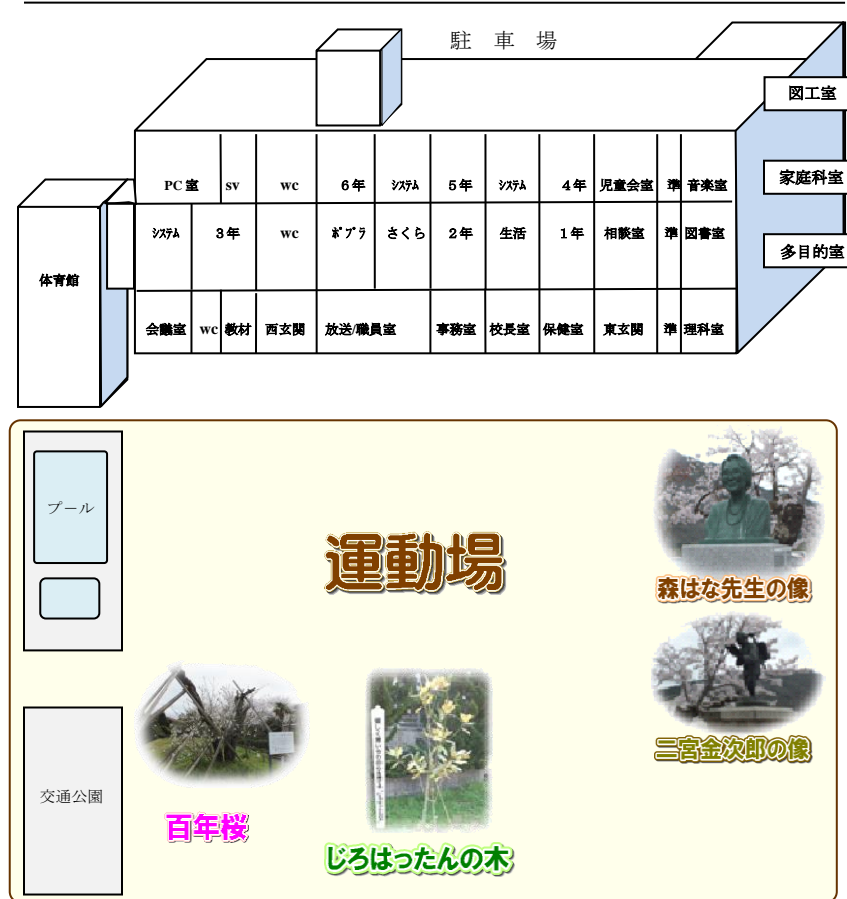 駐 車 場
図工室
PC 室 sv wc 6年 ｼｽﾃﾑ 5年 ｼｽﾃﾑ 4年 児童会室 準 音楽室
家庭科室
ｼｽﾃﾑ 3年 wc ﾎﾟﾌﾟﾗ さくら 2年 生活 1年 相談室 準 図書室
多目的室
体育館
会議室 wc 教材 西玄関 放送/職員室 事務室 校長室 保健室 東玄関 準 理科室
プール
運動場
森はな先生の像
二宮金次郎の像
交通公園
百年桜
じろはったんの木